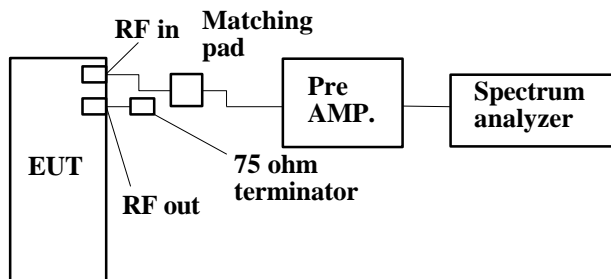 RF in
Matching
pad
Pre
AMP.
Spectrum
analyzer
EUT
75 ohm
terminator
RF out